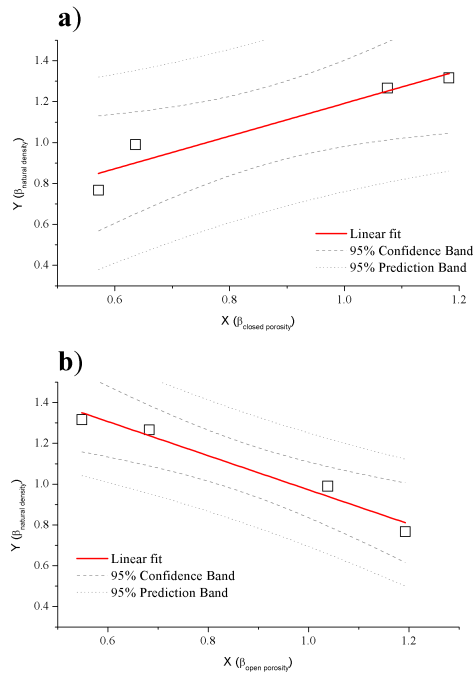 a)
1.4
1.2
1.0
0.8
0.6
0.4
Y (βnatural density)
Linear fit
95% Confidence Band
95% Prediction Band
0.6 0.8 1.0 1.2
X (βclosed porosity)
b)
1.4
1.2
1.0
0.8
0.6
0.4
Y (βnatural density)
Linear fit
95% Confidence Band
95% Prediction Band
0.6 0.8 1.0 1.2
X (βopen porosity)